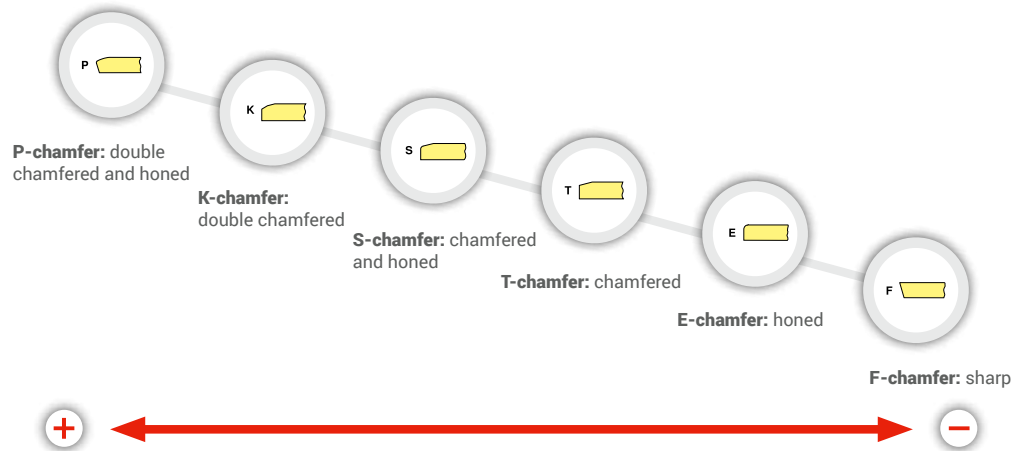 P
K
S
T
E
F
P-chamfer: double
chamfered and honed
K-chamfer:
double chamfered
S-chamfer: chamfered
and honed
T-chamfer: chamfered
E-chamfer: honed
F-chamfer: sharp
+
−